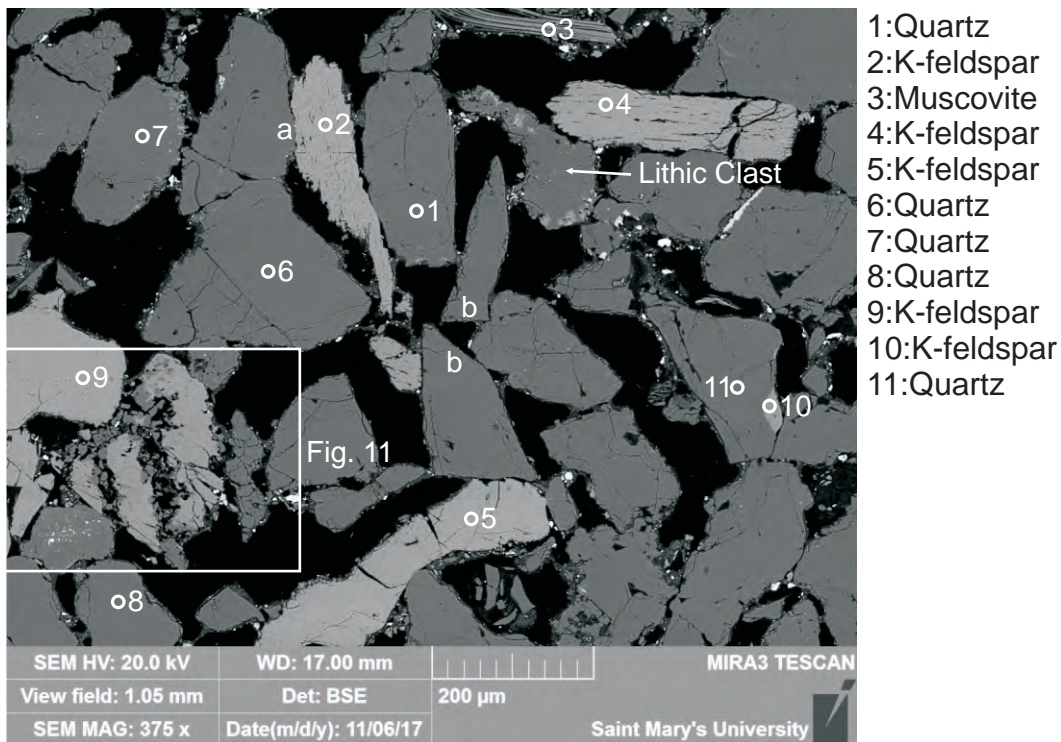 1:Quartz
2:K-feldspar
3:Muscovite
4:K-feldspar
5:K-feldspar
6:Quartz
7:Quartz
8:Quartz
9:K-feldspar
10:K-feldspar
11:Quartz
3
4
2
7
a
Lithic Clast
1
6
b
b
9
11
10
Fig. 11
5
8
SEM HV: 20.0 kV WD: 17.00 mm MIRA3 TESCAN
View field: 1.05 mm Det: BSE 200 µm
SEM MAG: 375 x Date(m/d/y): 11/06/17 Saint Mary's University